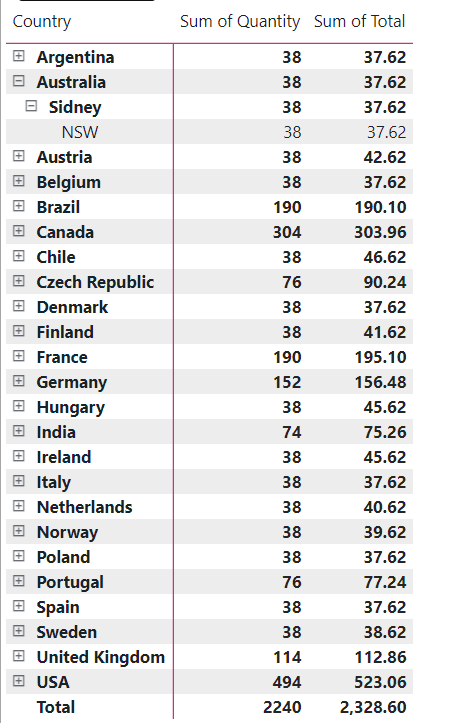 Country Sum of Quantity Sum of Total
Argentina 38 37.62
Australia 38 37.62
Sidney 38 37.62
NSW 38 37.62
Austria 38 42.62
Belgium 38 37.62
Brazil 190 190.10
Canada 304 303.96
Chile 38 46.62
Czech Republic 76 90.24
Denmark 38 37.62
Finland 38 41.62
France 190 195.10
Germany 152 156.48
Hungary 38 45.62
India 74 75.26
Ireland 38 45.62
Italy 38 37.62
Netherlands 38 40.62
Norway 38 39.62
Poland 38 37.62
Portugal 76 77.24
Spain 38 37.62
Sweden 38 38.62
United Kingdom 114 112.86
USA 494 523.06
Total 2240 2,328.60